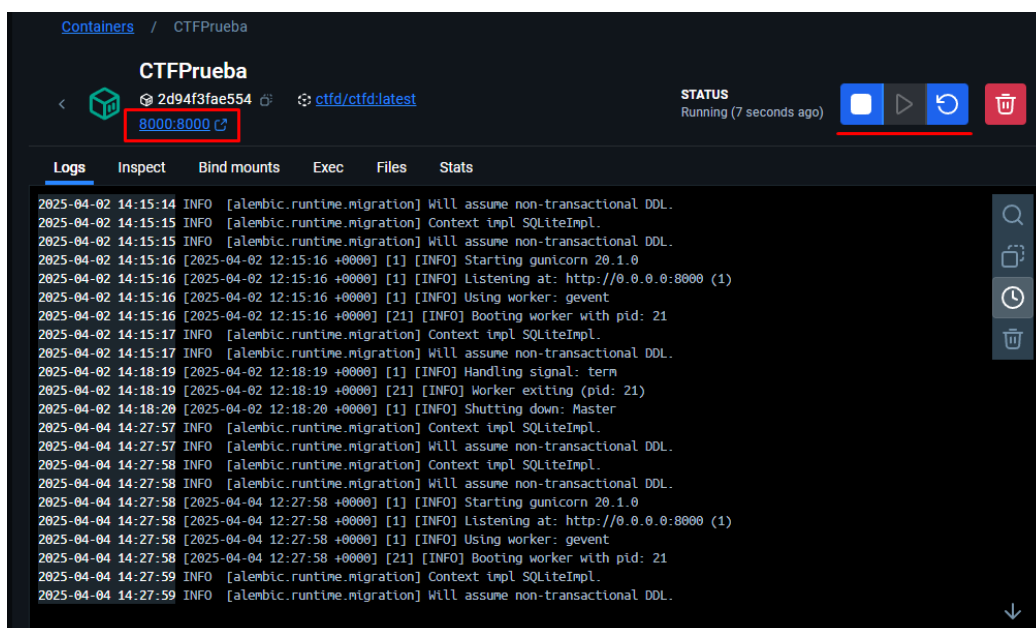 Containers / CTFPrueba
CTFPrueba
2d94f3fae554 ctfd/ctfd:latest
8000:8000
STATUS
Running (7 seconds ago)
Logs Inspect Bind mounts Exec Files Stats
2025-04-02 14:15:14 INFO [alembic.runtime.migration] Will assume non-transactional DDL.
2025-04-02 14:15:15 INFO [alembic.runtime.migration] Context impl SQLiteImpl.
2025-04-02 14:15:15 INFO [alembic.runtime.migration] Will assume non-transactional DDL.
2025-04-02 14:15:16 [2025-04-02 12:15:16 +0000] [1] [INFO] Starting gunicorn 20.1.0
2025-04-02 14:15:16 [2025-04-02 12:15:16 +0000] [1] [INFO] Listening at: http://0.0.0.0:8000 (1)
2025-04-02 14:15:16 [2025-04-02 12:15:16 +0000] [1] [INFO] Using worker: gevent
2025-04-02 14:15:16 [2025-04-02 12:15:16 +0000] [21] [INFO] Booting worker with pid: 21
2025-04-02 14:15:17 INFO [alembic.runtime.migration] Context impl SQLiteImpl.
2025-04-02 14:15:17 INFO [alembic.runtime.migration] Will assume non-transactional DDL.
2025-04-02 14:18:19 [2025-04-02 12:18:19 +0000] [1] [INFO] Handling signal: term
2025-04-02 14:18:19 [2025-04-02 12:18:19 +0000] [21] [INFO] Worker exiting (pid: 21)
2025-04-02 14:18:20 [2025-04-02 12:18:20 +0000] [1] [INFO] Shutting down: Master
2025-04-04 14:27:57 INFO [alembic.runtime.migration] Context impl SQLiteImpl.
2025-04-04 14:27:57 INFO [alembic.runtime.migration] Will assume non-transactional DDL.
2025-04-04 14:27:58 INFO [alembic.runtime.migration] Context impl SQLiteImpl.
2025-04-04 14:27:58 INFO [alembic.runtime.migration] Will assume non-transactional DDL.
2025-04-04 14:27:58 [2025-04-04 12:27:58 +0000] [1] [INFO] Starting gunicorn 20.1.0
2025-04-04 14:27:58 [2025-04-04 12:27:58 +0000] [1] [INFO] Listening at: http://0.0.0.0:8000 (1)
2025-04-04 14:27:58 [2025-04-04 12:27:58 +0000] [1] [INFO] Using worker: gevent
2025-04-04 14:27:58 [2025-04-04 12:27:58 +0000] [21] [INFO] Booting worker with pid: 21
2025-04-04 14:27:59 INFO [alembic.runtime.migration] Context impl SQLiteImpl.
2025-04-04 14:27:59 INFO [alembic.runtime.migration] Will assume non-transactional DDL.